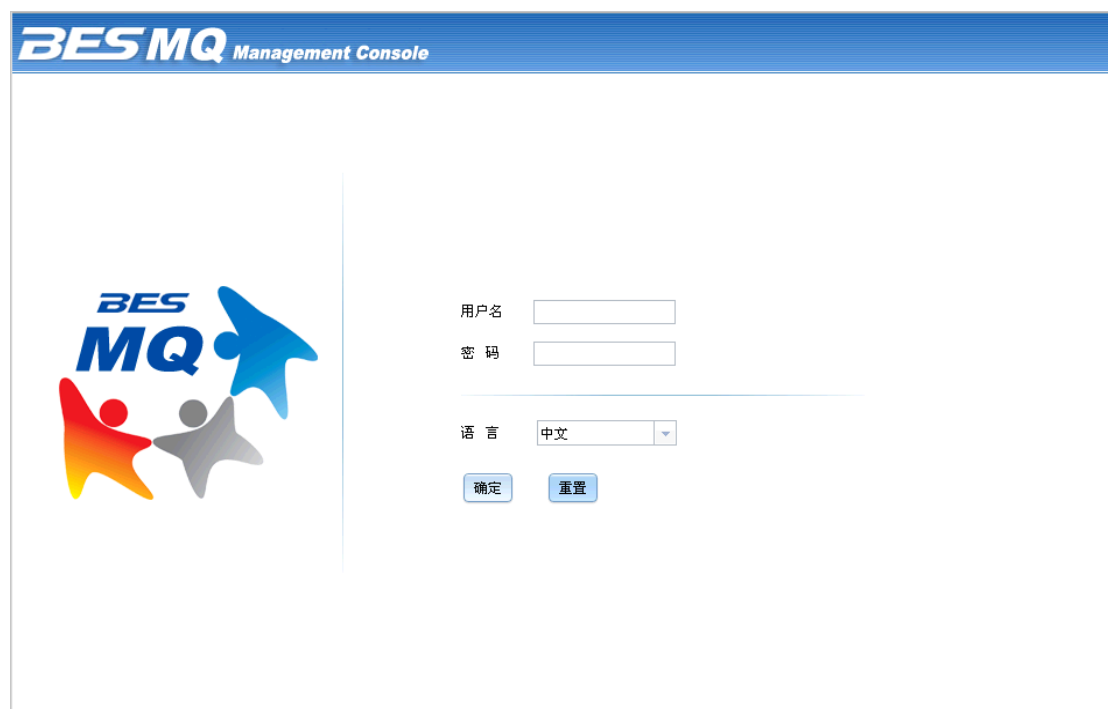 BES MQ Management Console
BES
MQ
用户名
密 码
语 言 中文
确定 重置